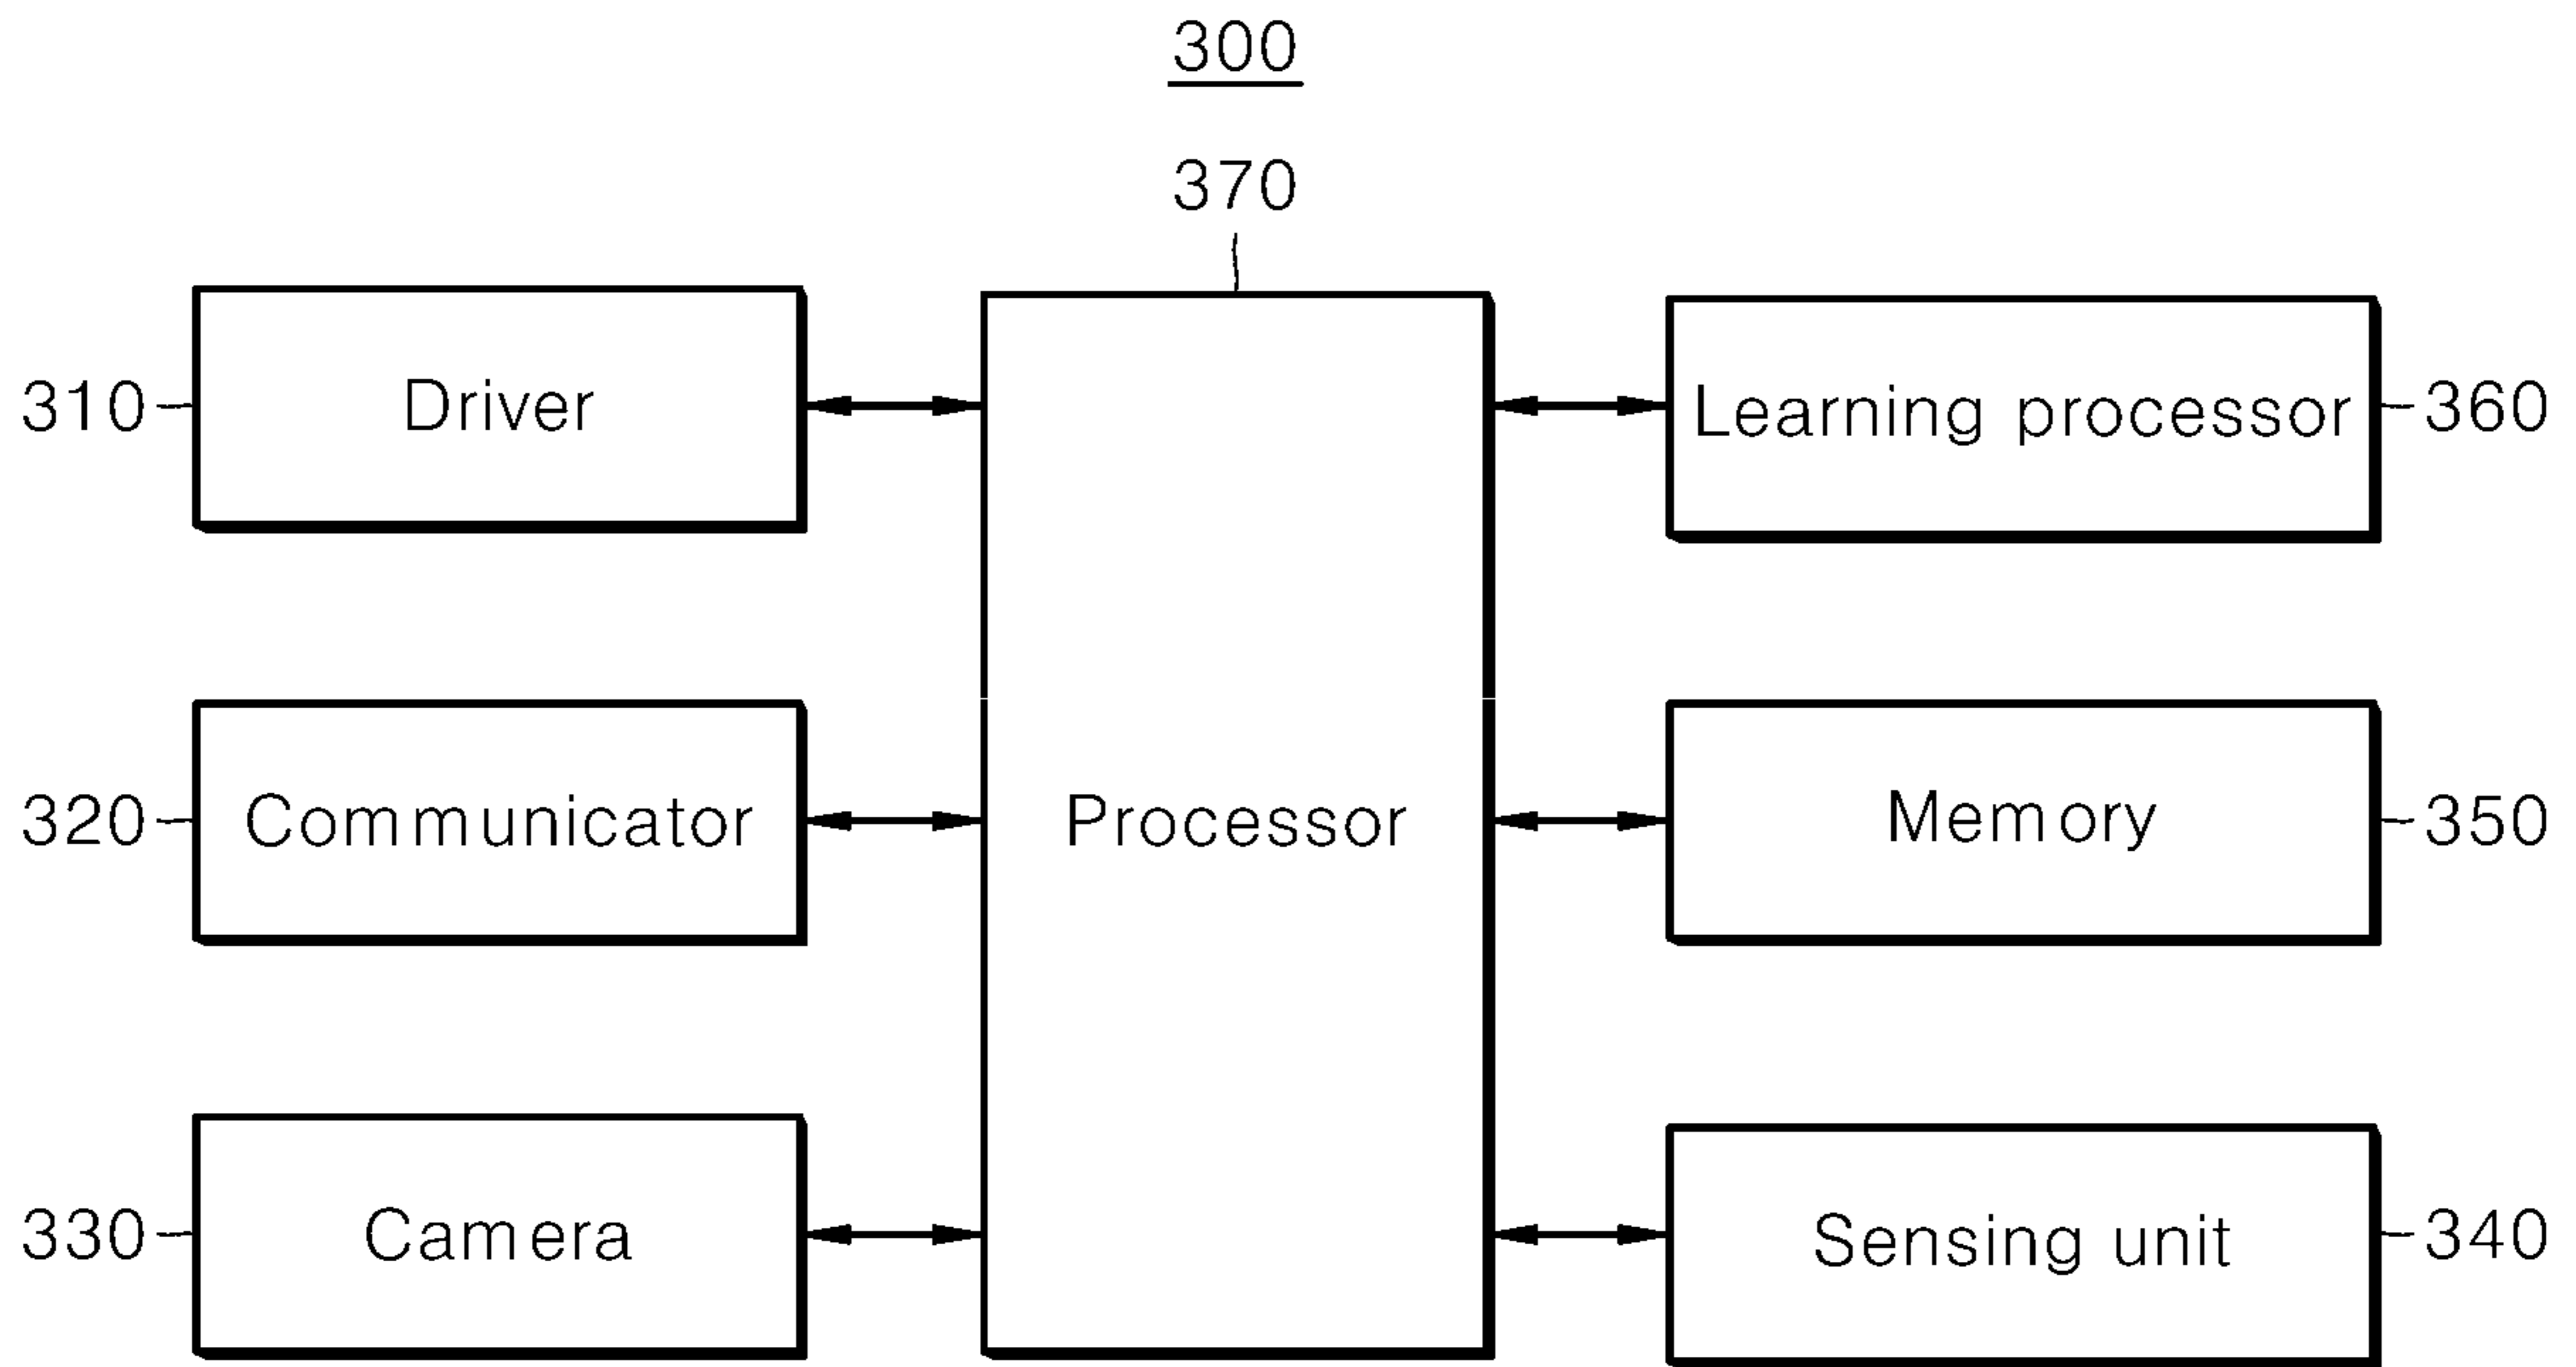 300
370
310 Driver
Learning processor 360
320 Communicator
Processor
Memory 350
330 Camera
Sensing unit 340